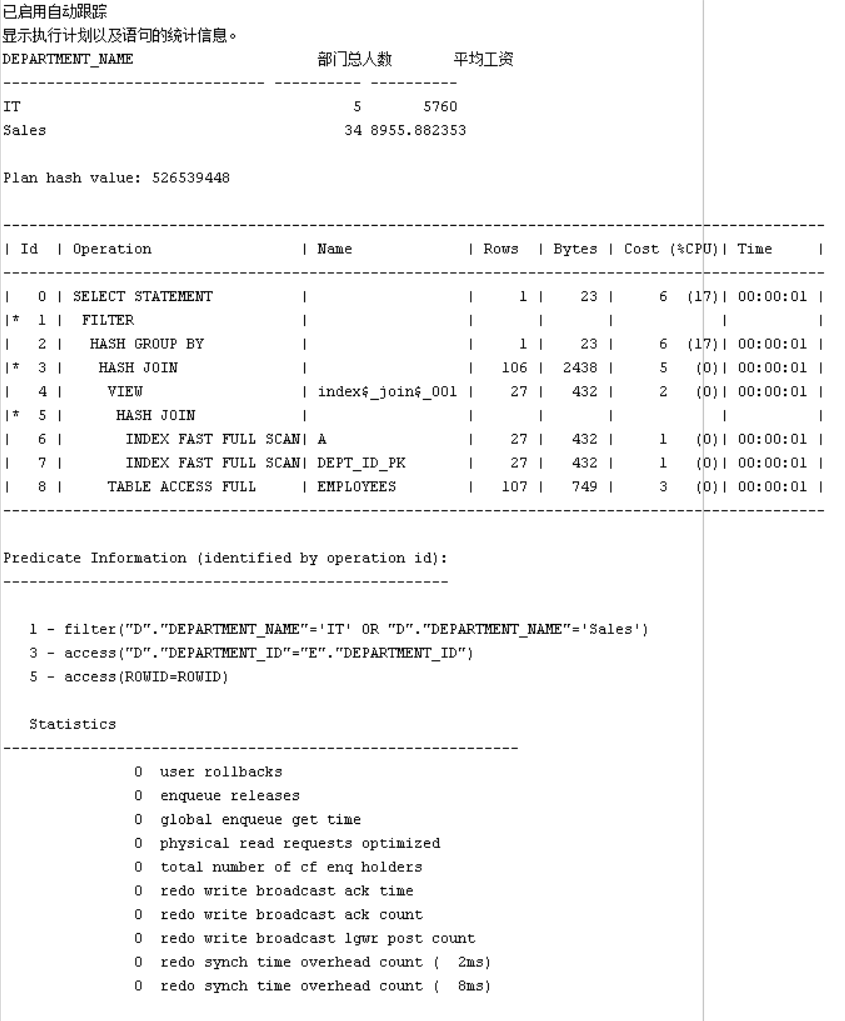 已启用自动跟踪
显示执行计划以及语句的统计信息。
DEPARTMENT_NAME                     部门总人数       平均工资
------------------------------ ---------- ----------
IT                                      5       5760
Sales                                  34 8955.882353
Plan hash value: 526539448
----------------------------------------------------------------------------------------------
| Id  | Operation                 | Name             | Rows  | Bytes | Cost (%CPU)| Time     |
----------------------------------------------------------------------------------------------
|   0 | SELECT STATEMENT          |                  |     1 |    23 |     6  (17)| 00:00:01 |
|*  1 |  FILTER                   |                  |       |       |            |          |
|   2 |   HASH GROUP BY           |                  |     1 |    23 |     6  (17)| 00:00:01 |
|*  3 |    HASH JOIN              |                  |   106 |  2438 |     5   (0)| 00:00:01 |
|   4 |     VIEW                  | index$_join$_001 |    27 |   432 |     2   (0)| 00:00:01 |
|*  5 |      HASH JOIN            |                  |       |       |            |          |
|   6 |       INDEX FAST FULL SCAN| A                |    27 |   432 |     1   (0)| 00:00:01 |
|   7 |       INDEX FAST FULL SCAN| DEPT_ID_PK       |    27 |   432 |     1   (0)| 00:00:01 |
|   8 |     TABLE ACCESS FULL     | EMPLOYEES        |   107 |   749 |     3   (0)| 00:00:01 |
----------------------------------------------------------------------------------------------
Predicate Information (identified by operation id):
---------------------------------------------------
   1 - filter("D"."DEPARTMENT_NAME"='IT' OR "D"."DEPARTMENT_NAME"='Sales')
   3 - access("D"."DEPARTMENT_ID"="E"."DEPARTMENT_ID")
   5 - access(ROWID=ROWID)
   Statistics
-----------------------------------------------------------
               0  user rollbacks
               0  enqueue releases
               0  global enqueue get time
               0  physical read requests optimized
               0  total number of cf enq holders
               0  redo write broadcast ack time
               0  redo write broadcast ack count
               0  redo write broadcast lgwr post count
               0  redo synch time overhead count (  2ms)
               0  redo synch time overhead count (  8ms)